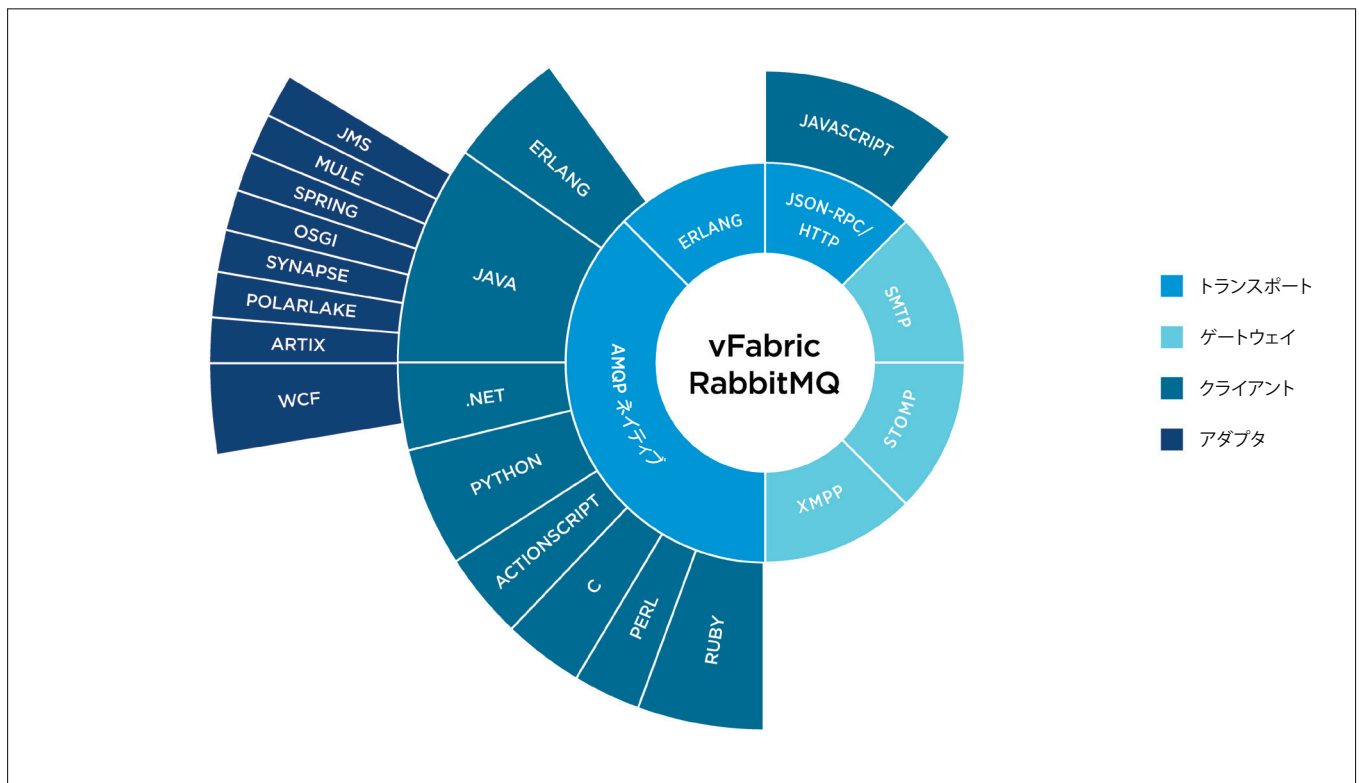 JMS
MULE
SPRING
OSGI
SYNAPSE
POLARLAKE
ARTIX
WCF
ERLANG
JAVA
.NET
PYTHON
ACTIONSCRIPT
C
PERL
RUBY
JAVASCRIPT
ERLANG
JSON-RPC/
HTTP
SMTP
STOMP
XMPP
AMQP ネイティブ
vFabric
RabbitMQ
トランスポート
ゲートウェイ
クライアント
アダプタ